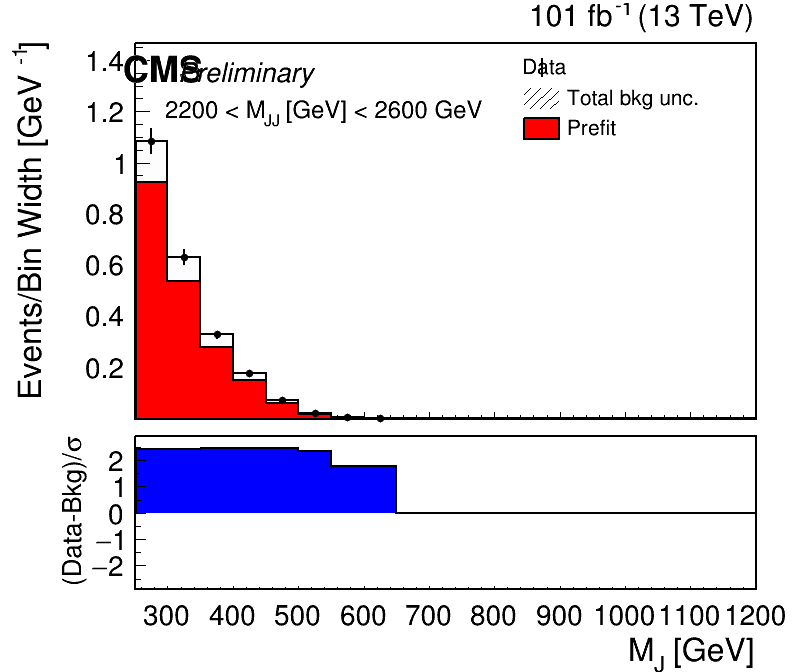 101 fb-1 (13 TeV)
CMS Preliminary
2200 < MJJ [GeV] < 2600 GeV
Data
Total bkg unc.
Prefit
Events/Bin Width [GeV-1]
1.4
1.2
1
0.8
0.6
0.4
0.2
(Data-Bkg)/σ
2
1
0
−1
−2
300 400 500 600 700 800 900 1000 1100 1200
MJ [GeV]